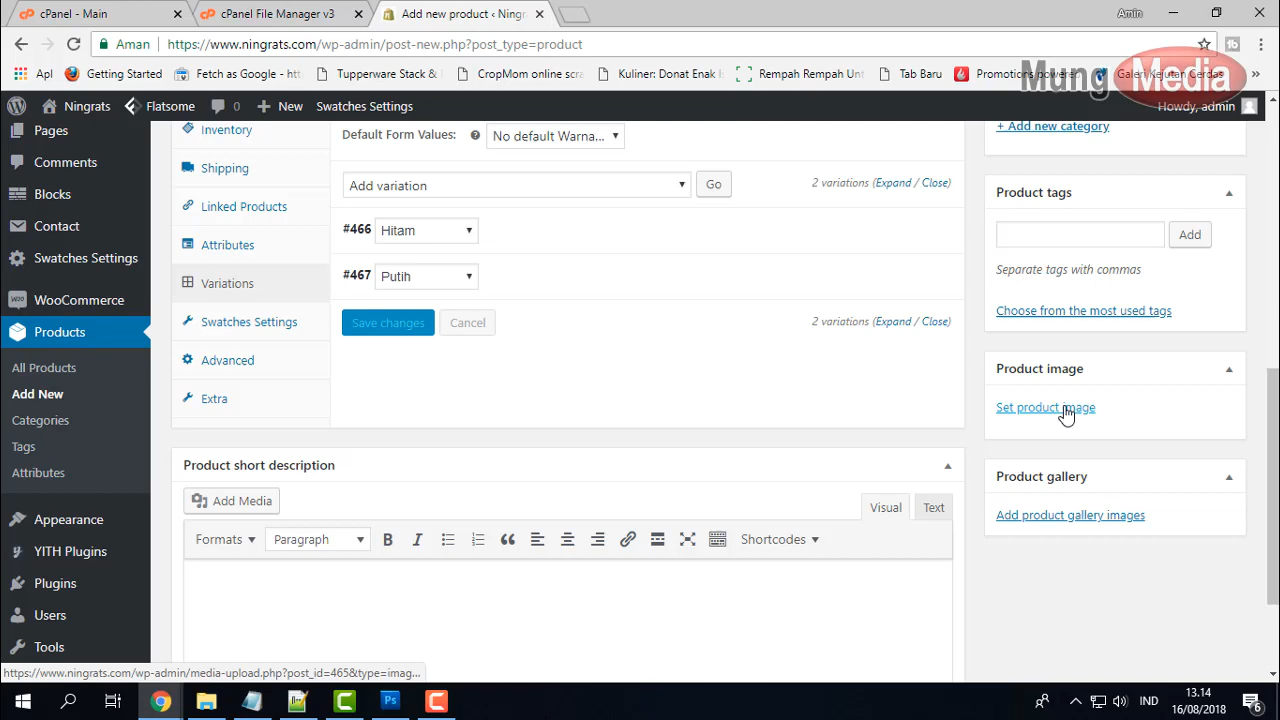 cPanel - Main
cPanel File Manager v3
Add new product ‹ Ningra
Amin
Aman
https://www.ningrats.com/wp-admin/post-new.php?post_type=product
Apl
Getting Started
Fetch as Google - htt
Tupperware Stack &
CropMom online scra
Kuliner: Donat Enak
Rempah Rempah Unt
Tab Baru
Promotions powere
Galeri Kejutan Cerdas
»
MungMedia
Ningrats
Flatsome
0
New
Swatches Settings
Howdy, admin
Pages
Comments
Blocks
Contact
Swatches Settings
WooCommerce
Products
All Products
Add New
Categories
Tags
Attributes
Appearance
YITH Plugins
Plugins
Users
Tools
Inventory
Shipping
Linked Products
Attributes
Variations
Swatches Settings
Advanced
Extra
Default Form Values:
No default Warna...
Add variation
Go
2 variations (Expand / Close)
#466
Hitam
#467
Putih
Save changes
Cancel
2 variations (Expand / Close)
Product short description
Add Media
Visual
Text
Formats
Paragraph
B
I
Shortcodes
+ Add new category
Product tags
Add
Separate tags with commas
Choose from the most used tags
Product image
Set product image
Product gallery
Add product gallery images
https://www.ningrats.com/wp-admin/media-upload.php?post_id=465&type=imag...
Ps
IND
13.14
16/08/2018
6